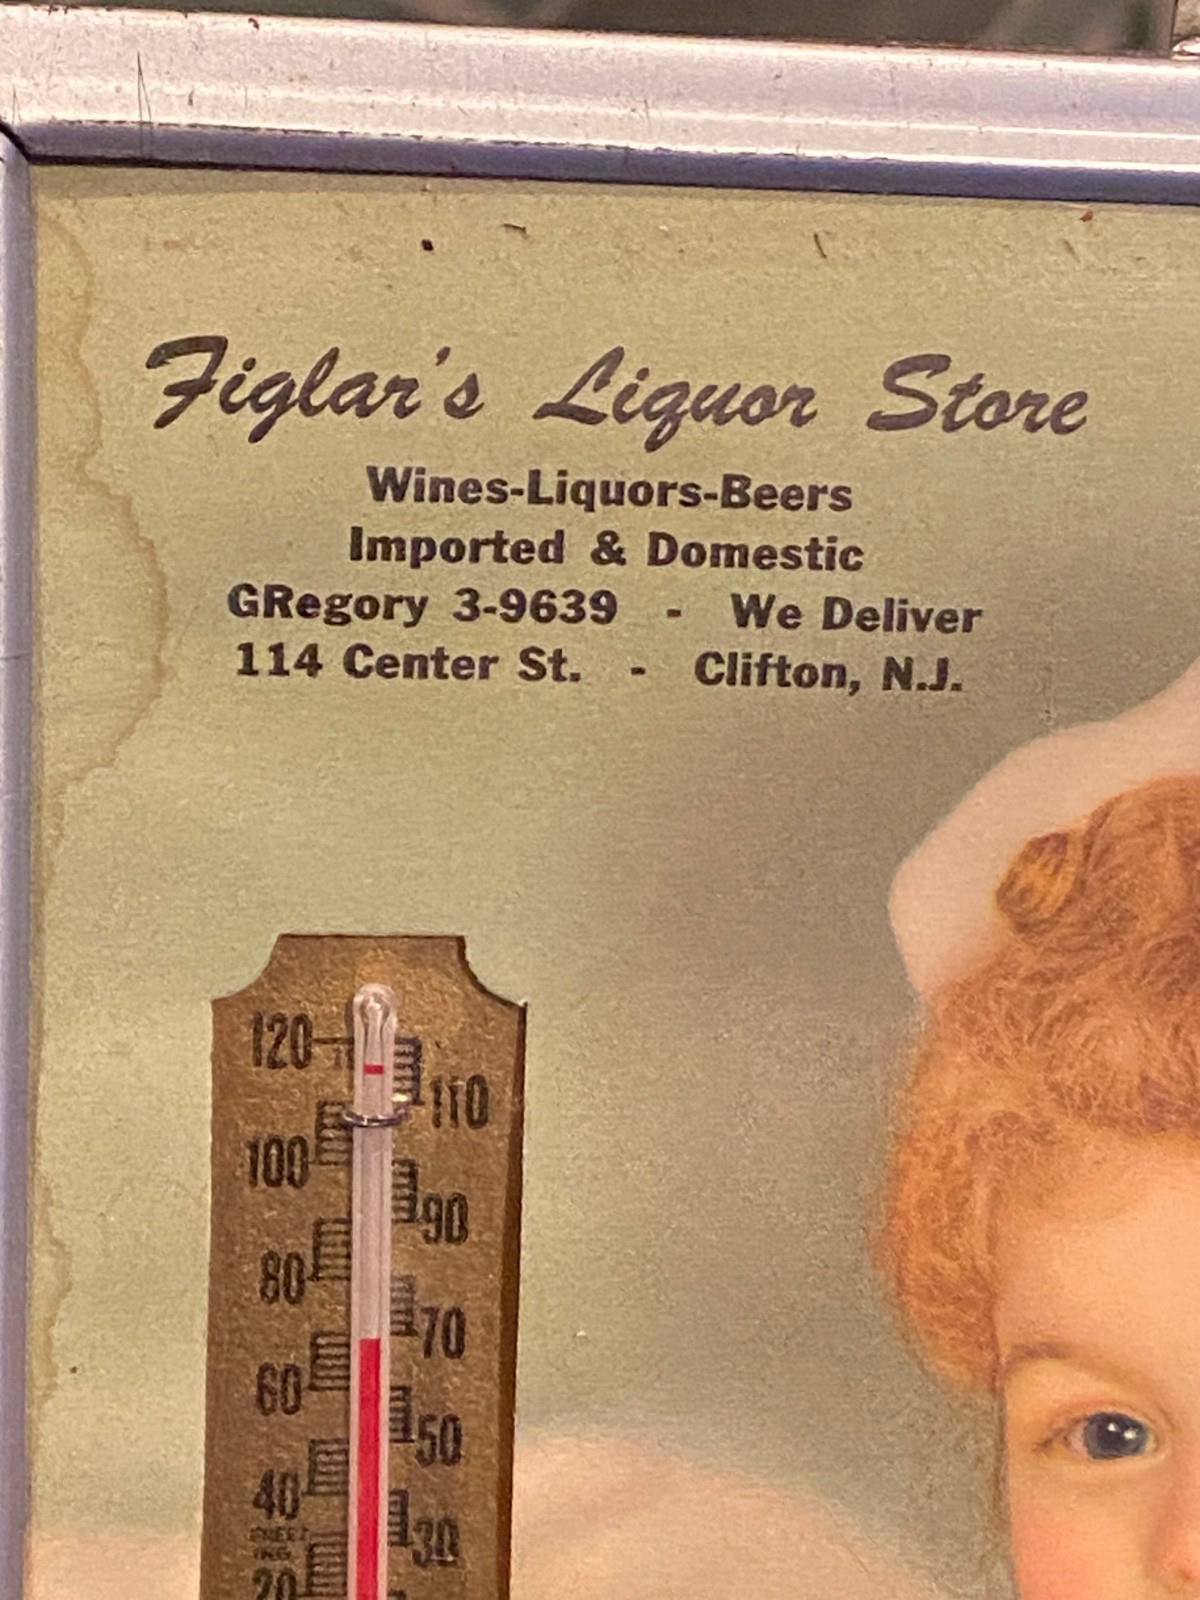 Figlar's Liquor Store
Wines-Liquors-Beers
Imported & Domestic
GRegory 3-9639 - We Deliver
114 Center St. - Clifton, N.J.
120
110
100
90
80
70
60
50
40
30
20